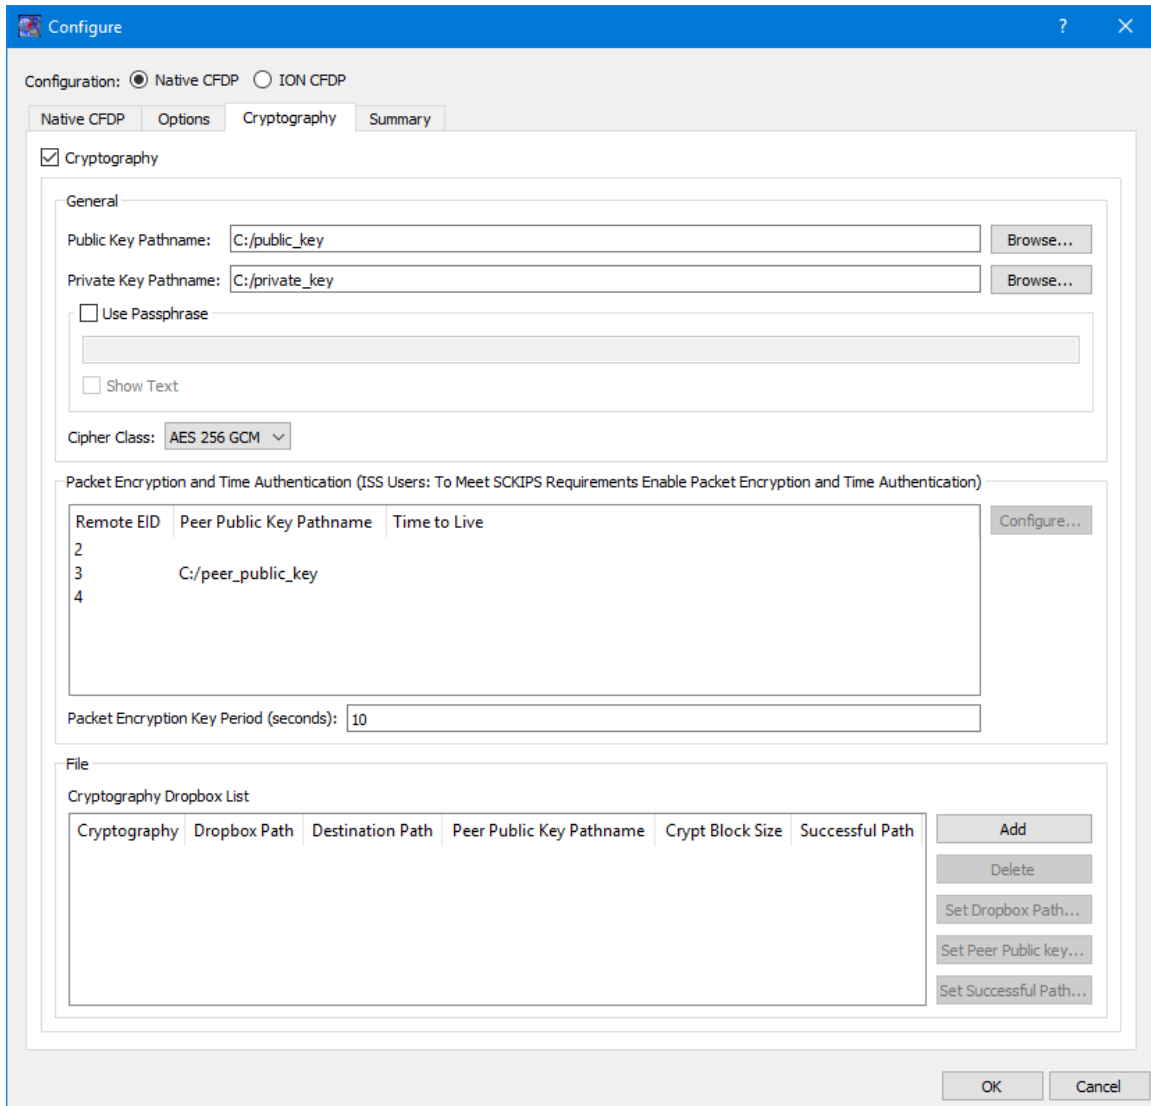 Configure ?
Configuration: Native CFDP ION CFDP
Native CFDP Options Cryptography Summary
Cryptography
General
Public Key Pathname: C:/public_key Browse...
Private Key Pathname: C:/private_key Browse...
Use Passphrase
Show Text
Cipher Class: AES 256 GCM
Packet Encryption and Time Authentication (ISS Users: To Meet SCKIPS Requirements Enable Packet Encryption and Time Authentication)
Remote EID Peer Public Key Pathname Time to Live Configure...
2
3 C:/peer_public_key
4
Packet Encryption Key Period (seconds): 10
File
Cryptography Dropbox List
Cryptography Dropbox Path Destination Path Peer Public Key Pathname Crypt Block Size Successful Path Add
Delete
Set Dropbox Path...
Set Peer Public key...
Set Successful Path...
OK Cancel